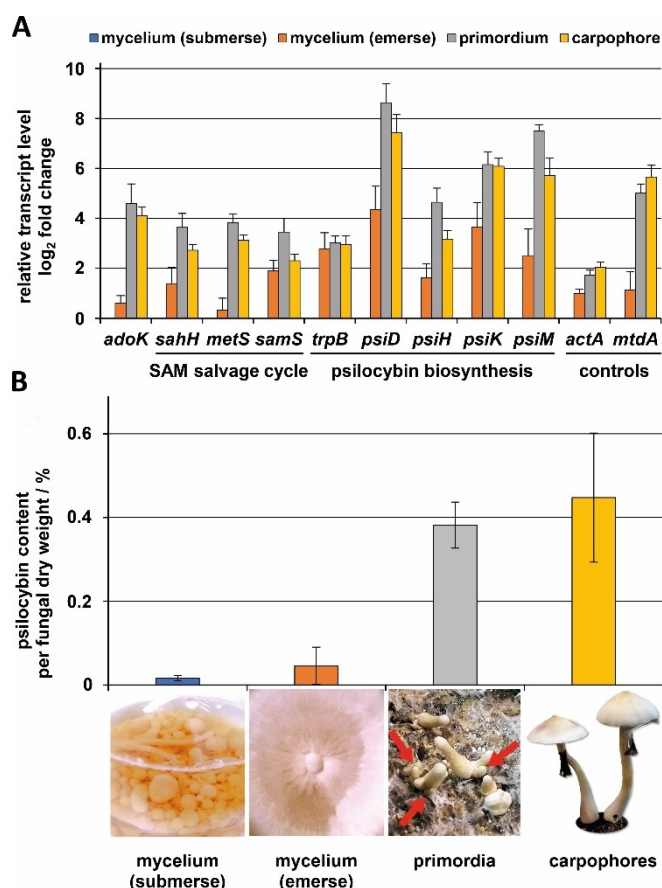 A
mycelium (submerse) mycelium (emerse) primordium carpophore
relative transcript level
log2 fold change
10
8
6
4
2
0
adoK sahH metS samS trpB psiD psiH psiK psiM actA mtdA
SAM salvage cycle psilocybin biosynthesis controls
B
psilocybin content
per fungal dry weight / %
0.6
0.4
0.2
0
mycelium mycelium primordia carpophores
(submerse) (emerse)